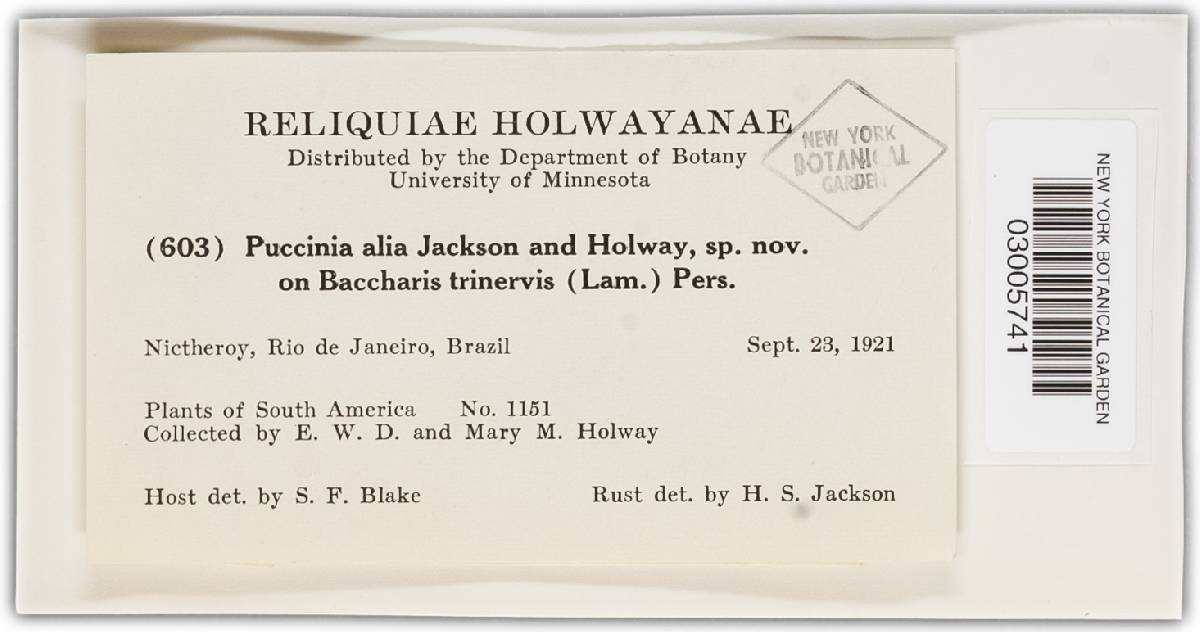 RELIQUIAE HOLWAYANAE
Distributed by the Department of Botany
University of Minnesota
NEW YORK
BOTANICAL
GARDEN
(603) Puccinia alia Jackson and Holway, sp. nov.
on Baccharis trinervis (Lam.) Pers.
Nictheroy, Rio de Janeiro, Brazil Sept. 23, 1921
Plants of South America No. 1151
Collected by E. W. D. and Mary M. Holway
Host det. by S. F. Blake Rust det. by H. S. Jackson
NEW YORK BOTANICAL GARDEN
03005741